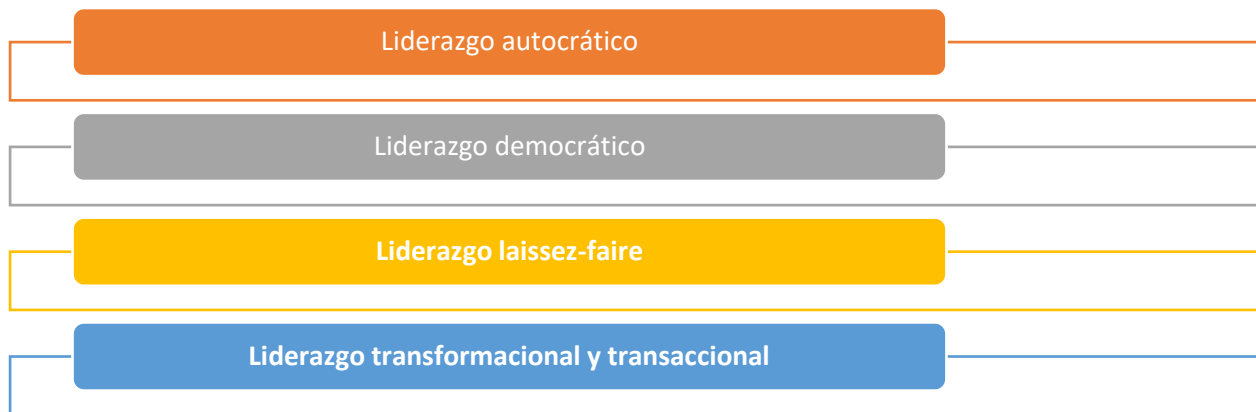 Liderazgo autocrático
Liderazgo democrático
Liderazgo laissez-faire
Liderazgo transformacional y transaccional